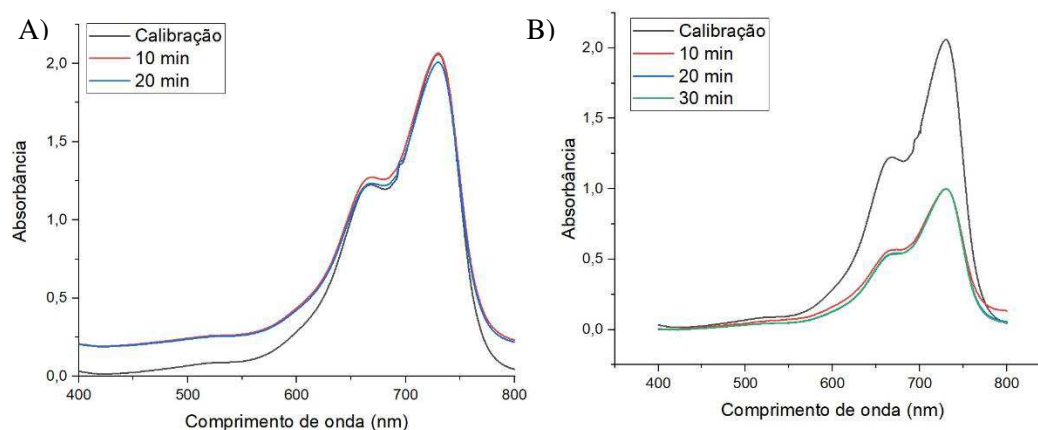 A)
Calibração
10 min
20 min
2,0
1,5
1,0
0,5
0,0
400
500
600
700
800
Absorbância
Comprimento de onda (nm)
B)
Calibração
10 min
20 min
30 min
2,0
1,5
1,0
0,5
0,0
400
500
600
700
800
Absorbância
Comprimento de onda (nm)